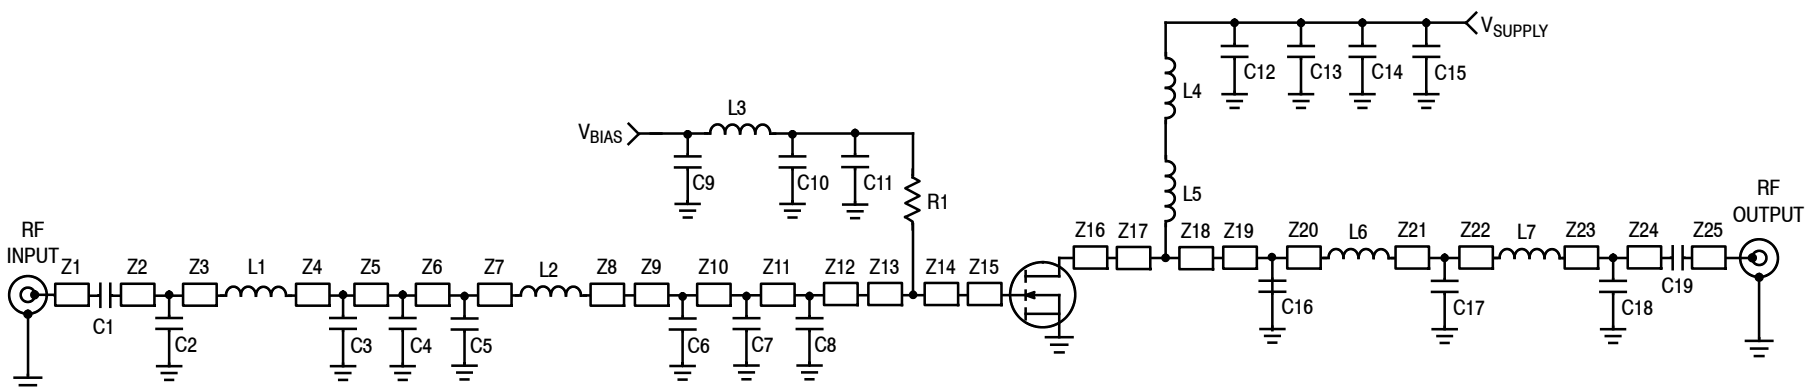 V_SUPPLY
C12 C13 C14 C15
L4
L3
V_BIAS
C9 C10 C11
R1
L5
RF
INPUT
RF
OUTPUT
Z16 Z17 Z18 Z19 Z20 L6 Z21 Z22 L7 Z23 Z24 Z25
Z1 Z2 Z3 L1 Z4 Z5 Z6 Z7 L2 Z8 Z9 Z10 Z11 Z12 Z13 Z14 Z15
C16 C17 C18 C19
C1 C2 C3 C4 C5 C6 C7 C8